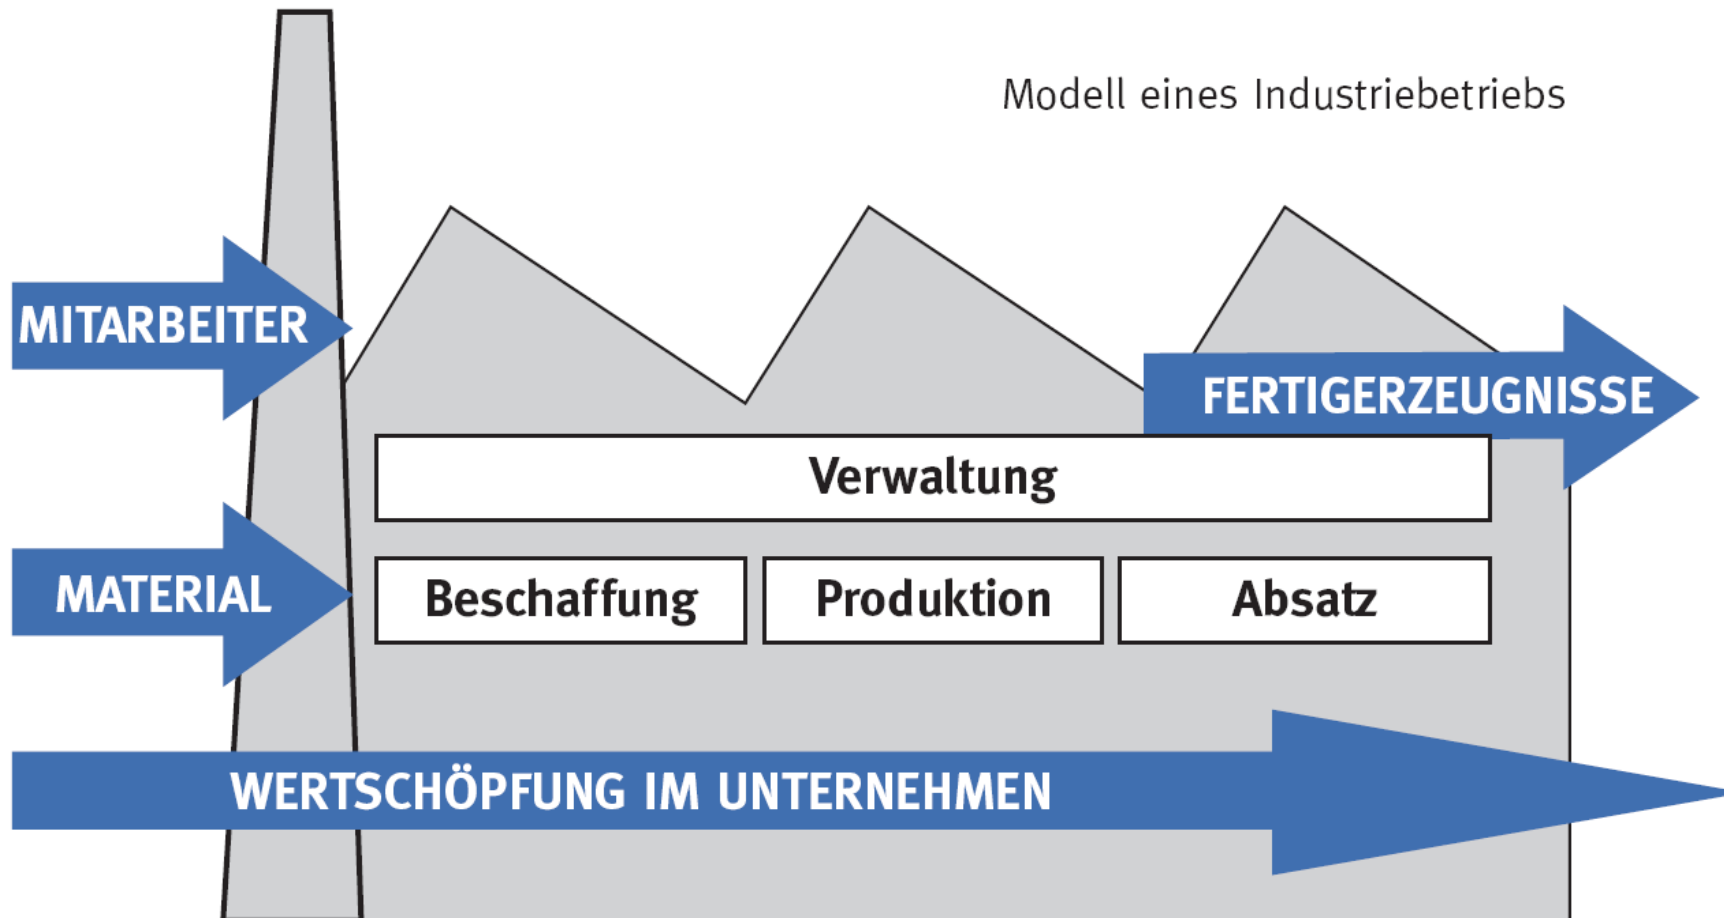 Modell eines Industriebetriebs
MITARBEITER
FERTIGERZEUGNISSE
Verwaltung
MATERIAL
Beschaffung
Produktion
Absatz
WERTSCHÖPFUNG IM UNTERNEHMEN